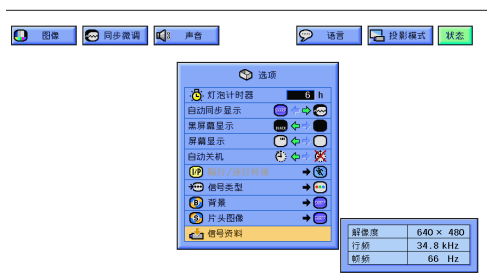 图像 同步微调 声音 语言 投影模式 状态
选项
灯泡计时器 6 h
自动同步显示
黑屏幕显示
屏幕显示
自动关机
I/P
信号类型
B 背景
S 片头图像
信号资料
解像度 640 × 480
行频 34.8 kHz
帧频 66 Hz